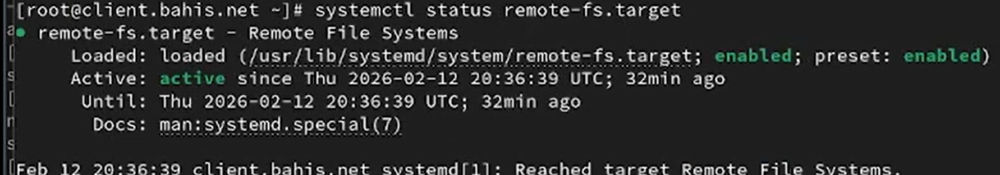 [root@client.bahis.net ~]# systemctl status remote-fs.target
● remote-fs.target - Remote File Systems
Loaded: loaded (/usr/lib/systemd/system/remote-fs.target; enabled; preset: enabled)
Active: active since Thu 2026-02-12 20:36:39 UTC; 32min ago
Until: Thu 2026-02-12 20:36:39 UTC; 32min ago
Docs: man:systemd.special(7)
Feb 12 20:36:39 client.bahis.net systemd[1]: Reached target Remote File Systems.